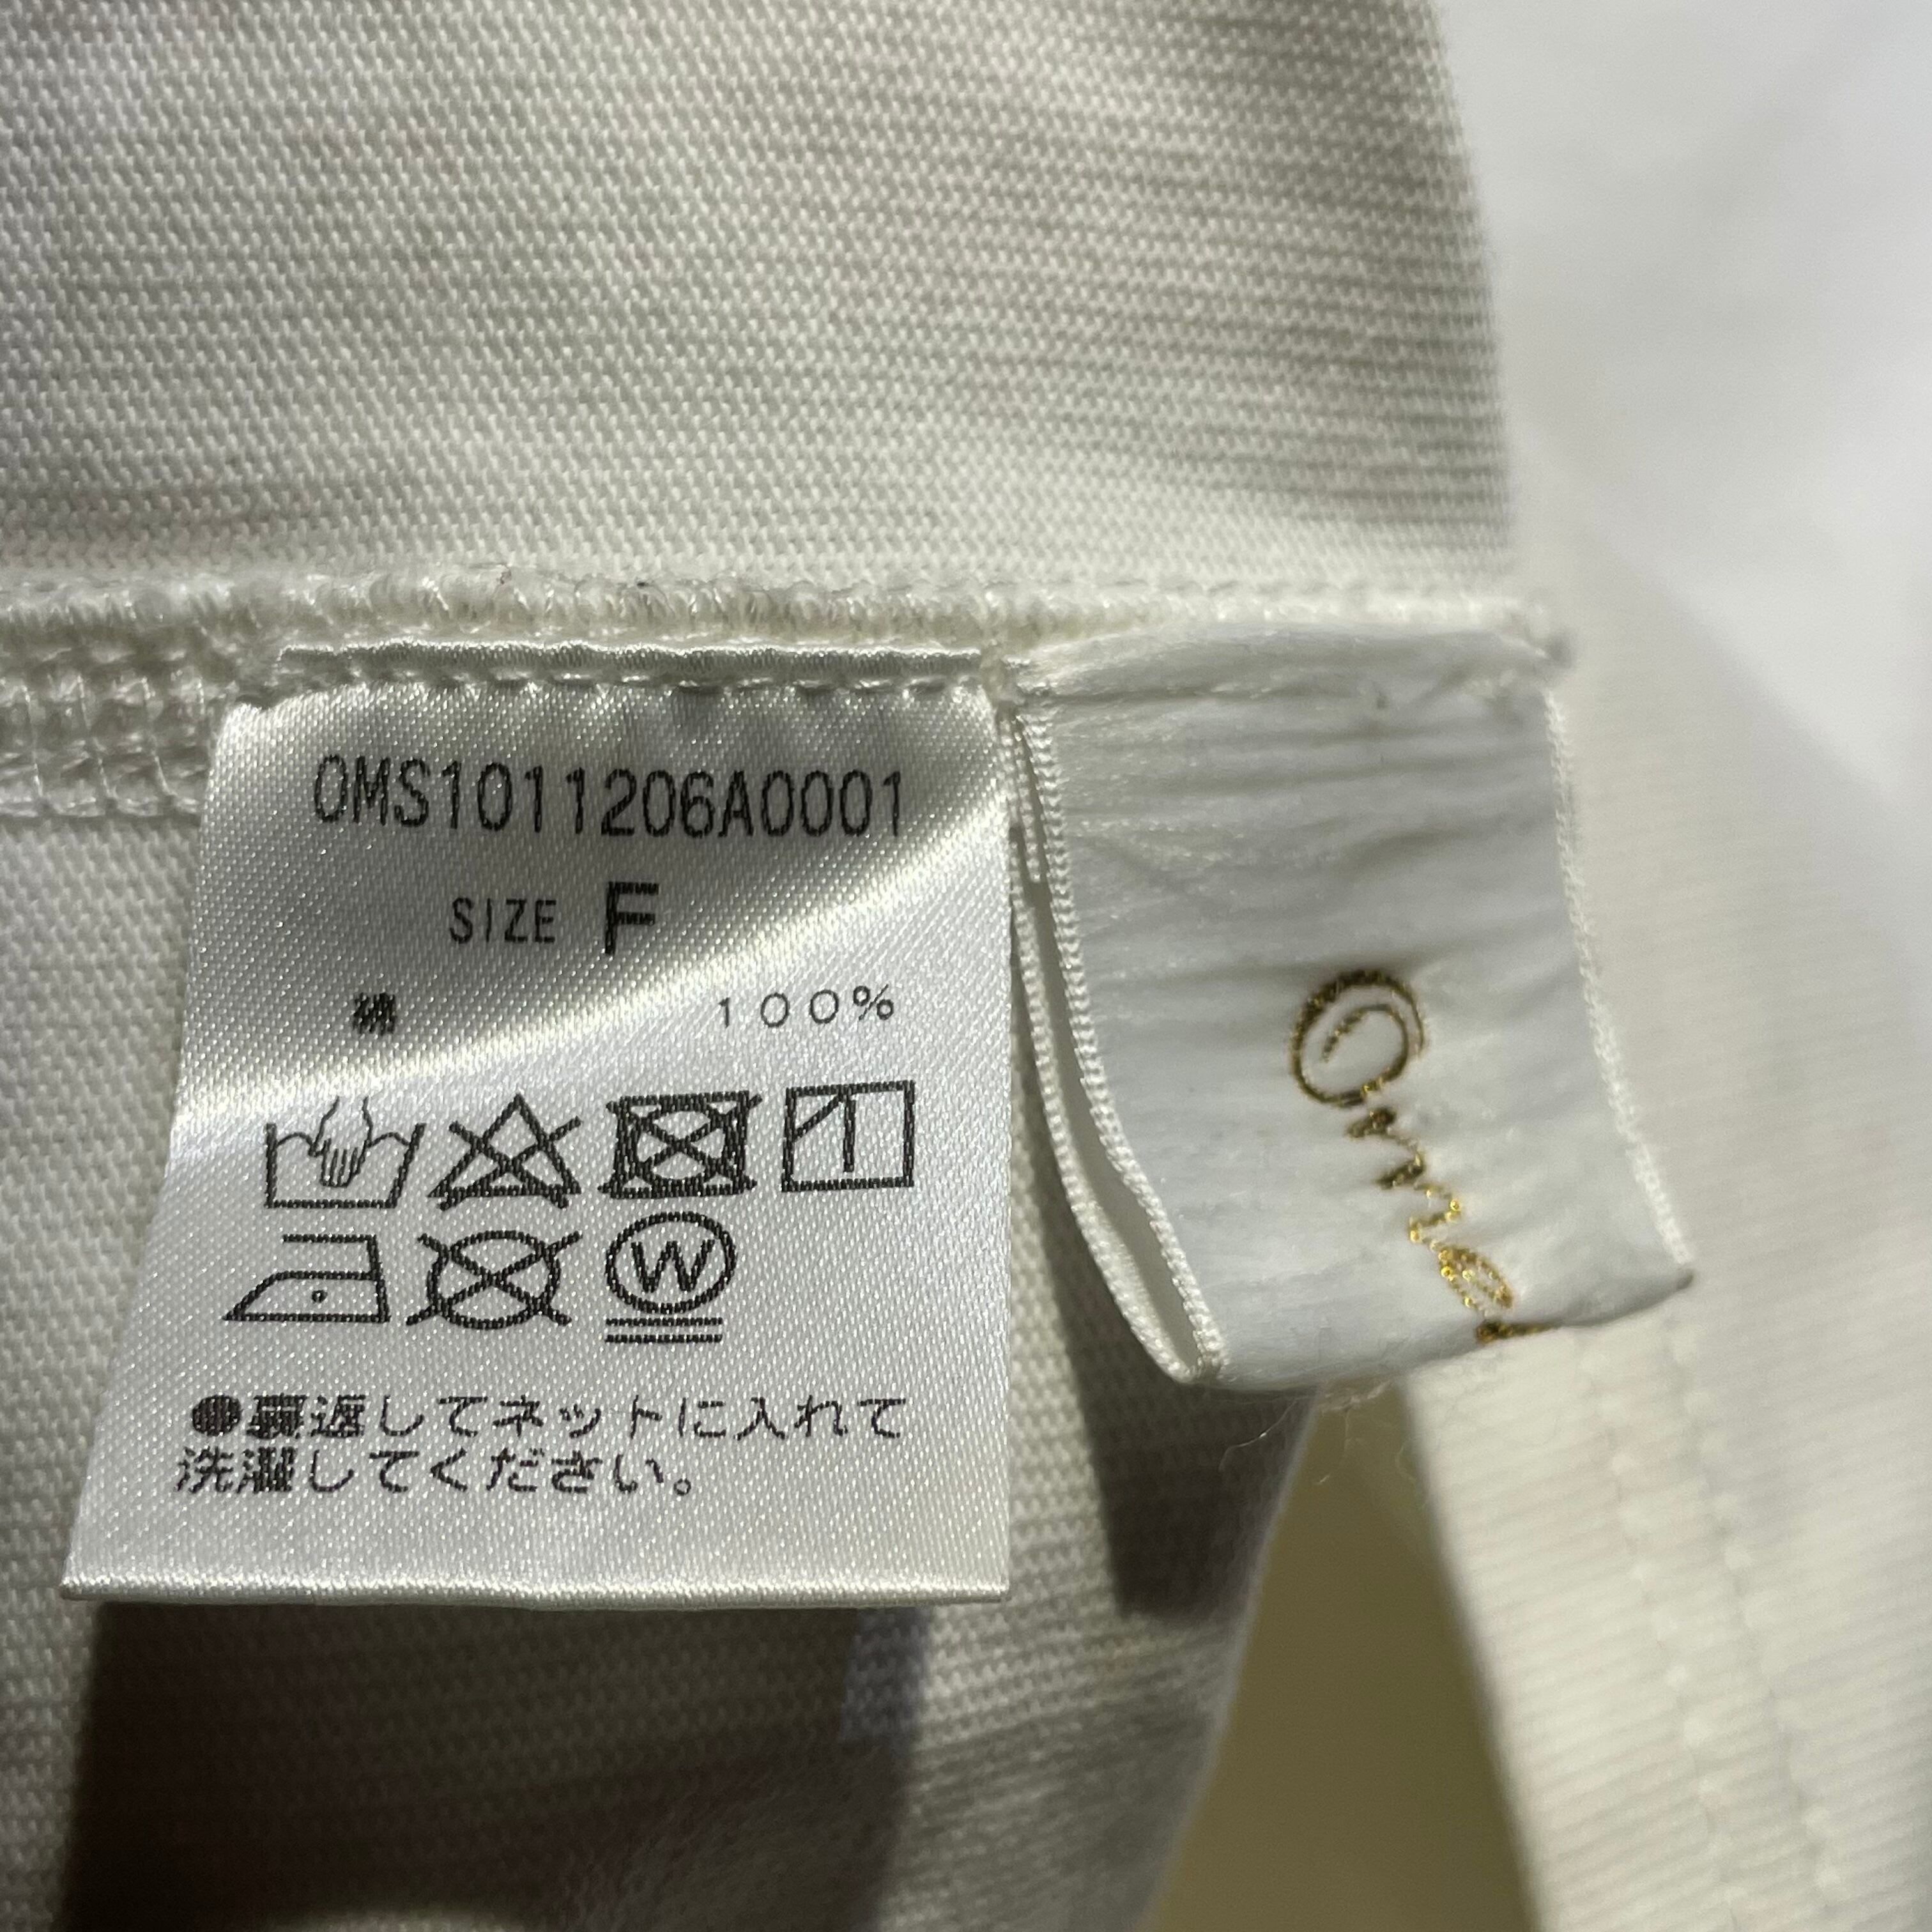 OMS1011206A0001
SIZE F
綿 100%
W
●裏返してネットに入れて
洗濯してください。